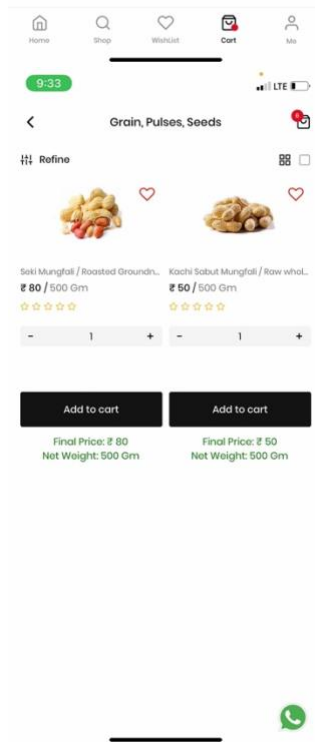 Home Shop WishList Cart Me
9:33 LTE
Grain, Pulses, Seeds
Refine
Seki Mungfali / Roasted Groundn...
₹ 80 / 500 Gm
- 1 +
Add to cart
Final Price: ₹ 80
Net Weight: 500 Gm
Kachi Sabut Mungfali / Raw whol...
₹ 50 / 500 Gm
- 1 +
Add to cart
Final Price: ₹ 50
Net Weight: 500 Gm